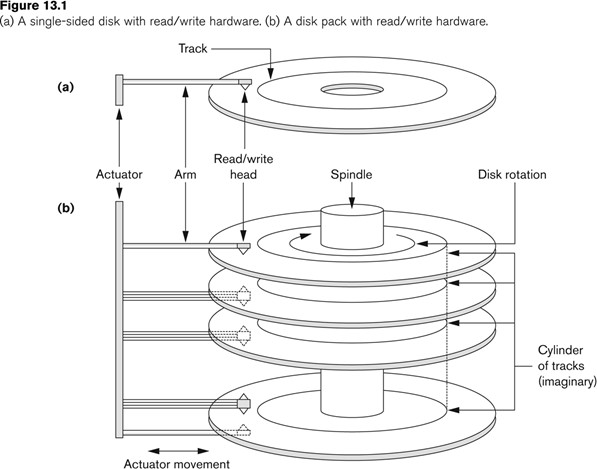 Figure 13.1
(a) A single-sided disk with read/write hardware. (b) A disk pack with read/write hardware.
Track
(a)
Actuator
Arm
Read/write
head
Spindle
Disk rotation
(b)
Cylinder
of tracks
(imaginary)
Actuator movement